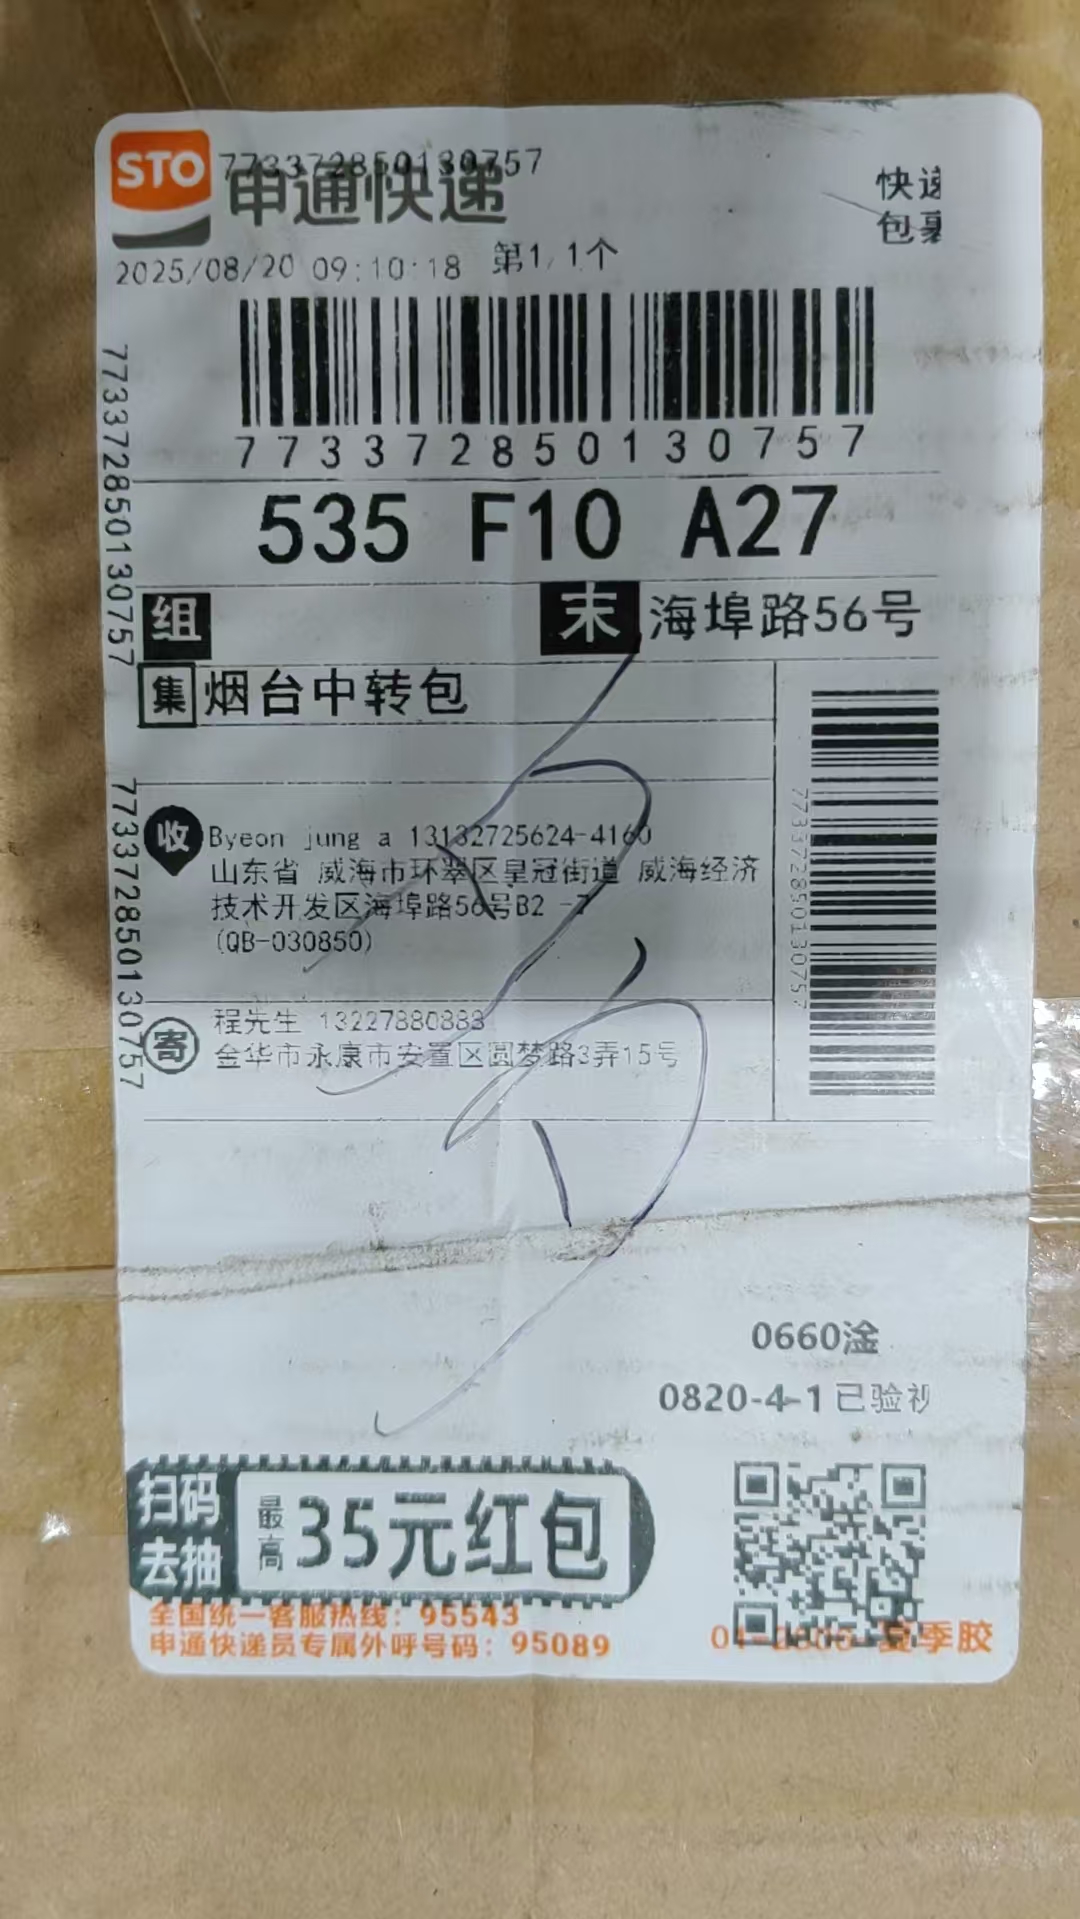 STO 申通快递
773372850130757
快递
包裹
2025/08/20 09:10:18 第1/1个
773372850130757
773372850130757
535 F10 A27
组
末 海埠路56号
集 烟台中转包
773372850130757
773372850130757
收 Byeon jung a 13132725624-4160
山东省 威海市环翠区皇冠街道 威海经济
技术开发区海埠路56号B2 -7
(QB-030850)
寄 程先生 13227880883
金华市永康市安置区圆梦路3弄15号
0660淦
0820-4-1 已验视
扫码
去抽
最高35元红包
全国统一客服热线：95543
申通快递员专属外呼号码：95089
夏季胶